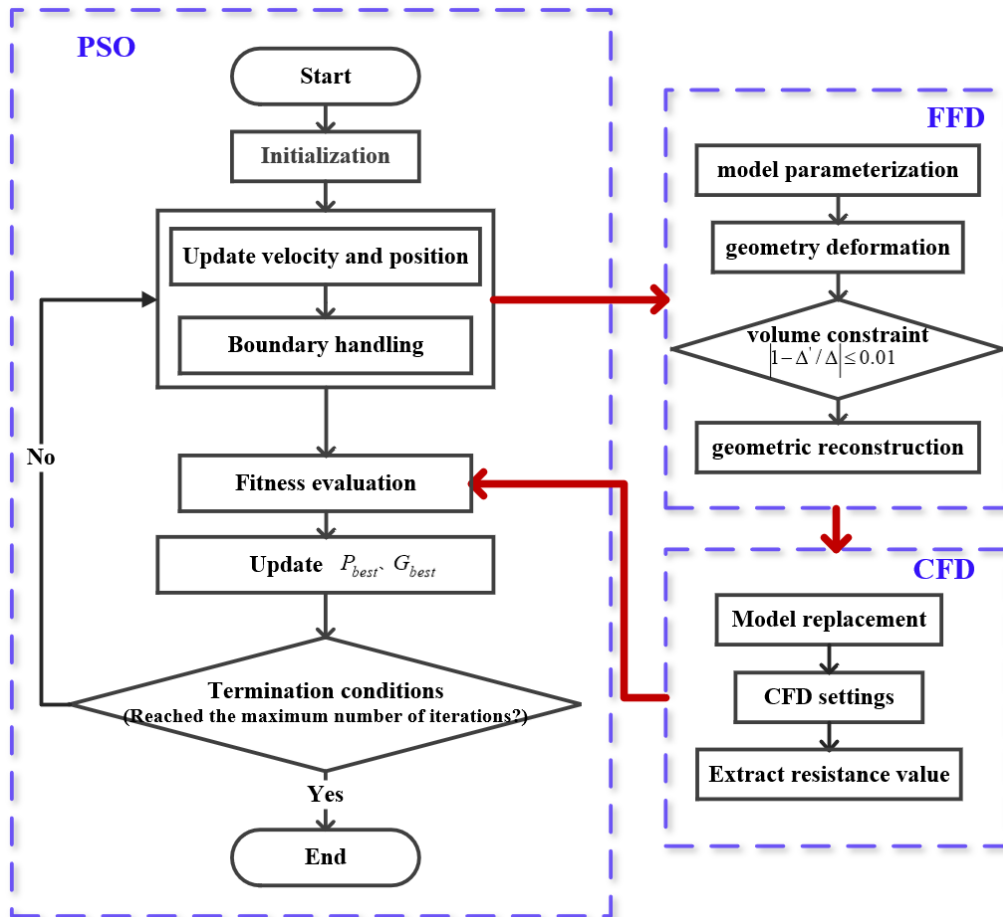 PSO
Start
Initialization
Update velocity and position
Boundary handling
No
Fitness evaluation
Update P_best、G_best
Termination conditions
(Reached the maximum number of iterations?)
Yes
End
FFD
model parameterization
geometry deformation
volume constraint
|1−Δ'/Δ|≤0.01
geometric reconstruction
CFD
Model replacement
CFD settings
Extract resistance value